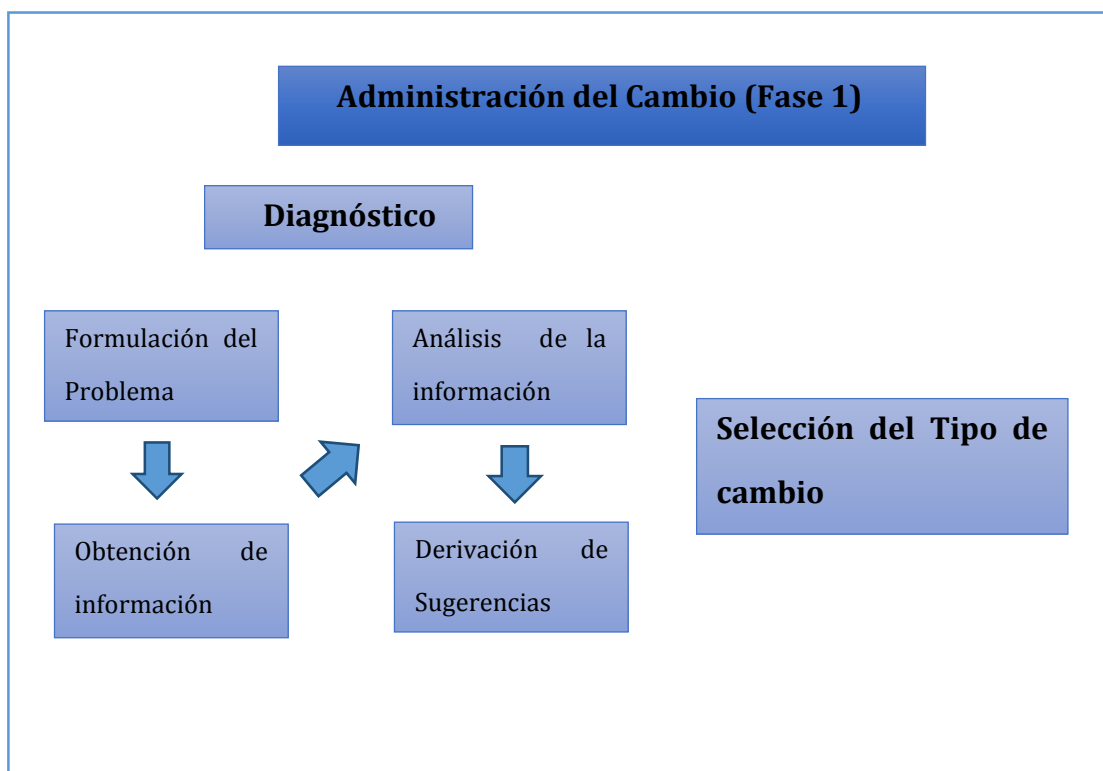 Administración del Cambio (Fase 1)
Diagnóstico
Formulación del
Problema
Obtención de
información
Análisis de la
información
Derivación de
Sugerencias
Selección del Tipo de
cambio